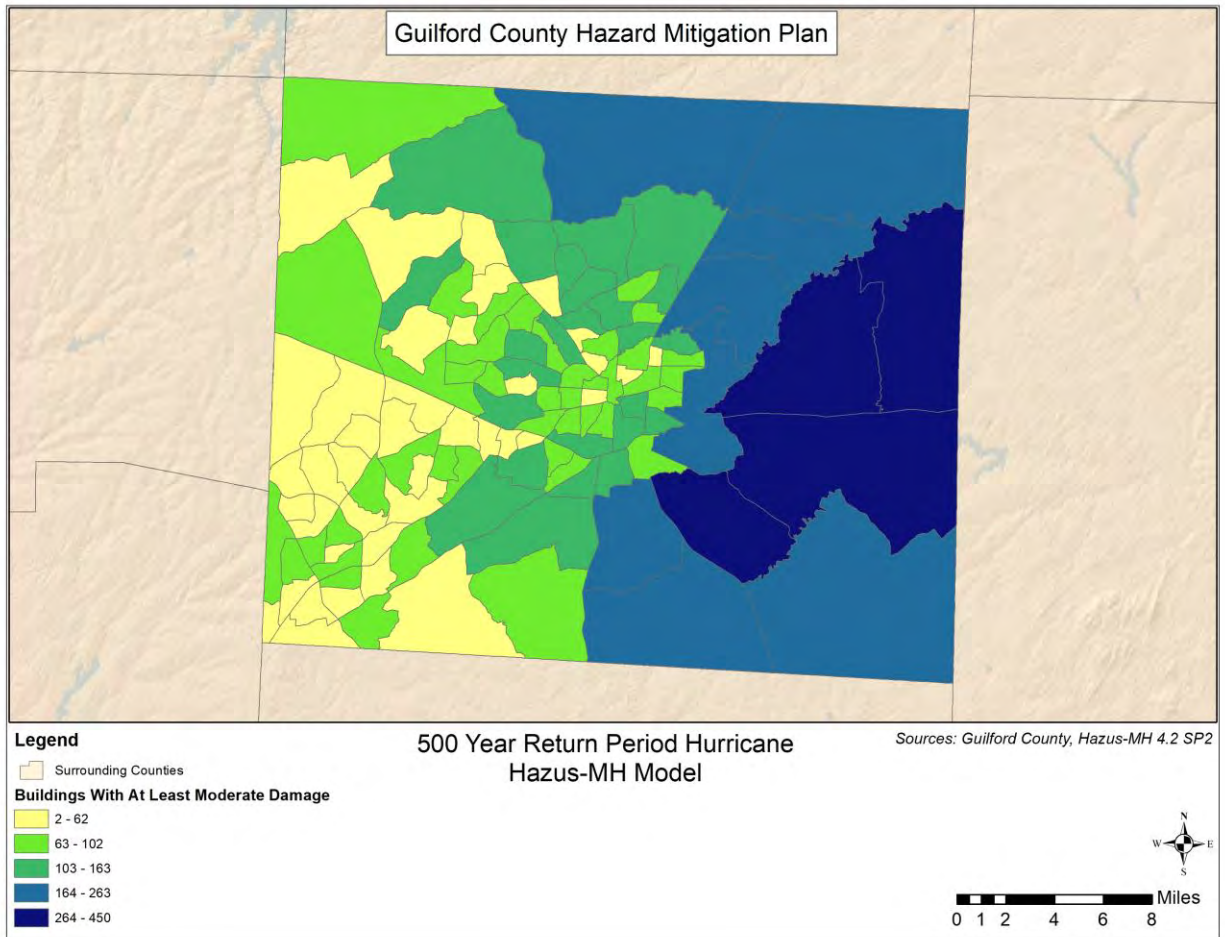 Guilford County Hazard Mitigation Plan
Legend
Surrounding Counties
Buildings With At Least Moderate Damage
2 - 62
63 - 102
103 - 163
164 - 263
264 - 450
500 Year Return Period Hurricane
Hazus-MH Model
Sources: Guilford County, Hazus-MH 4.2 SP2
N
W E
S
Miles
0 1 2 4 6 8